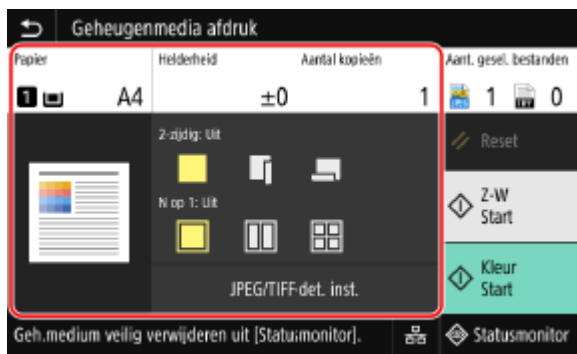 Geheugenmedia afdruk
Papier Helderheid Aantal kopieën Aant. gesel. bestanden
1 A4 ±0 1 1 0
2-zijdig: Uit
Reset
N op 1: Uit
Z-W
Start
Kleur
Start
JPEG/TIFF-det. inst.
Geh.medium veilig verwijderen uit [Statusmonitor]. Statusmonitor